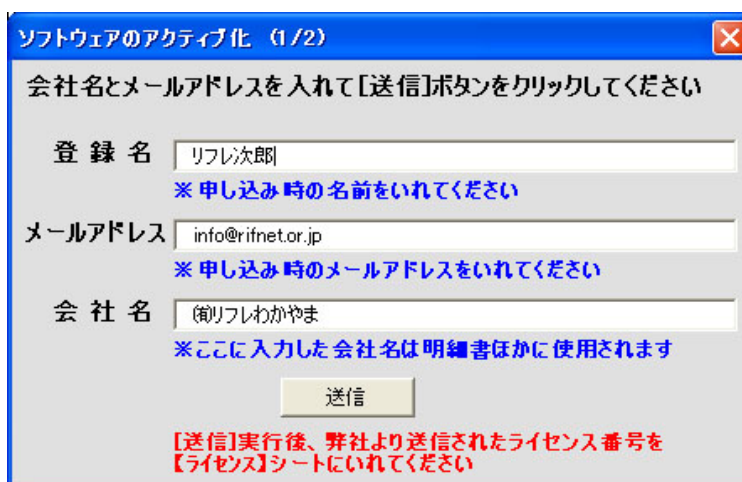 ソフトウェアのアクティブ化 (1/2)
会社名とメールアドレスを入れて[送信]ボタンをクリックしてください
登 録 名 リフレ次郎
※申し込み時の名前をいれてください
メールアドレス info@rifnet.or.jp
※申し込み時のメールアドレスをいれてください
会 社 名 ㈲リフレわかやま
※ここに入力した会社名は明細書ほかに使用されます
送信
[送信]実行後、弊社より送信されたライセンス番号を
【ライセンス】シートにいれてください